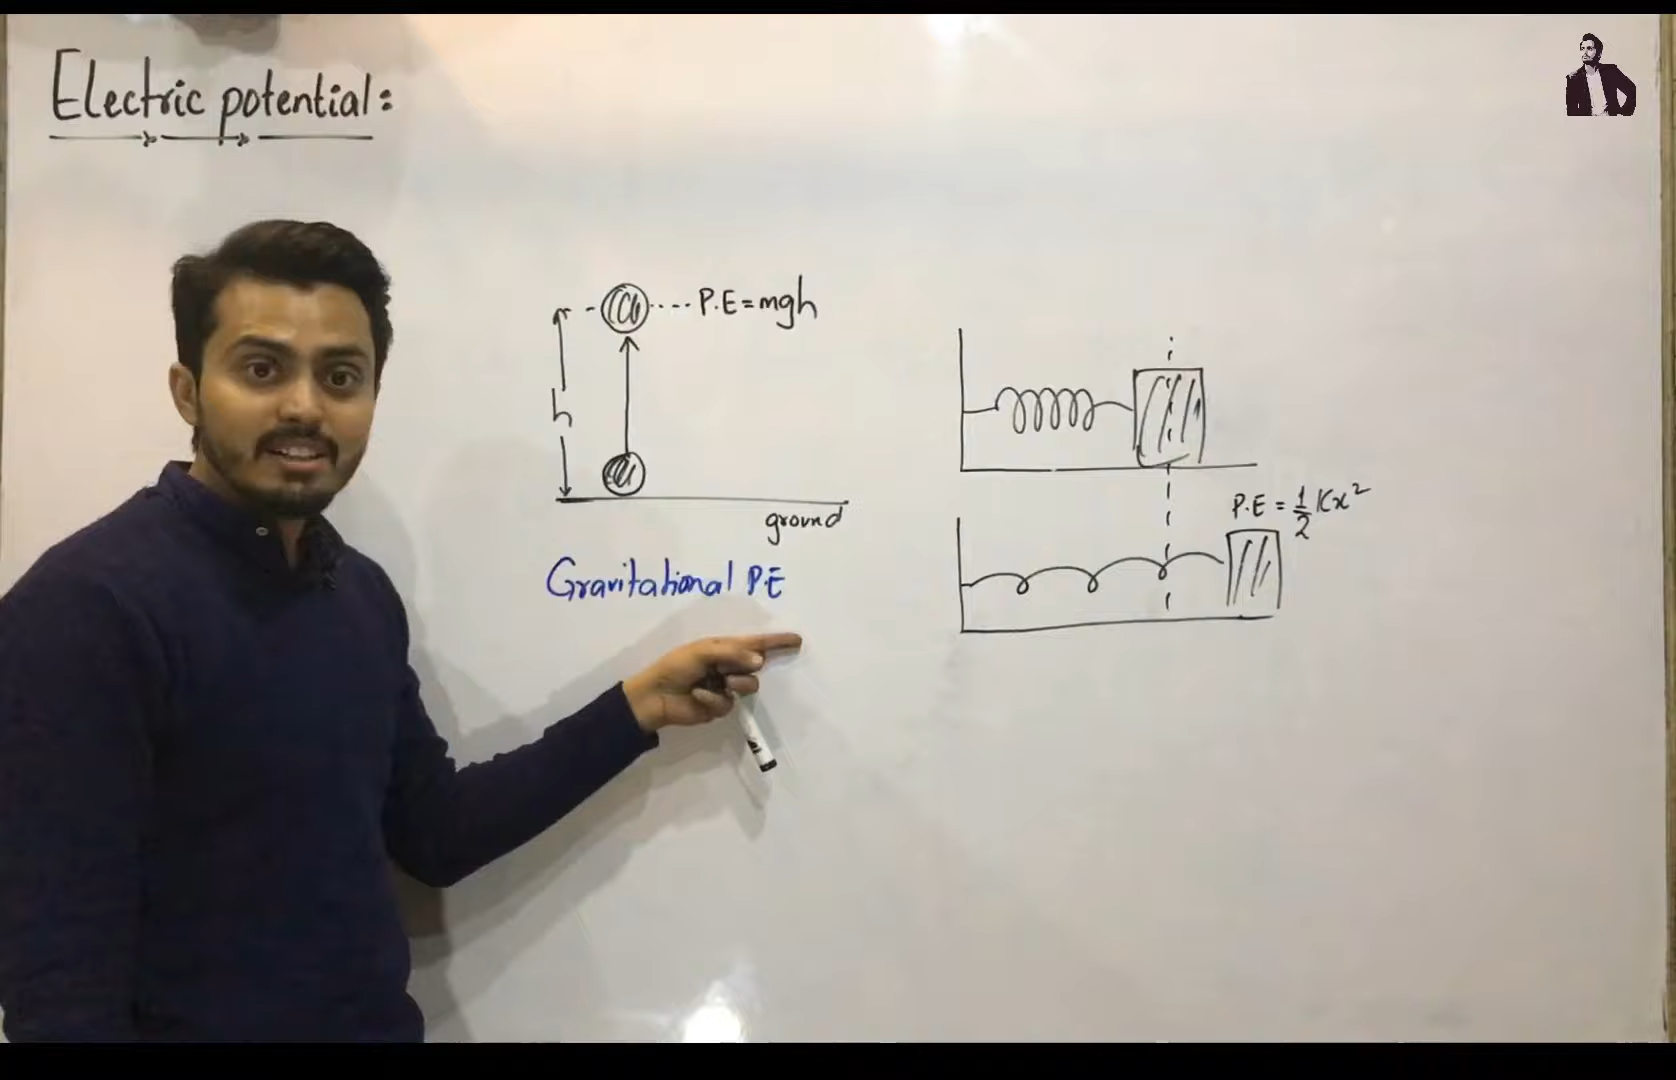 Electric potential:
P.E=mgh
h
ground
Gravitational P.E
P.E = 1/2 Kx²